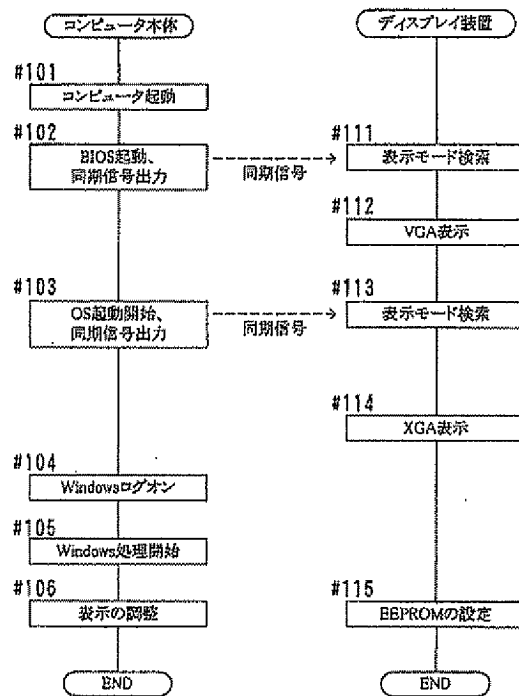 コンピュータ本体
#101
コンピュータ起動
#102
BIOS起動、
同期信号出力
同期信号
#103
OS起動開始、
同期信号出力
同期信号
#104
Windowsログオン
#105
Windows処理開始
#106
表示の調整
END
ディスプレイ装置
#111
表示モード検索
#112
VGA表示
#113
表示モード検索
#114
XGA表示
#115
EEPROMの設定
END